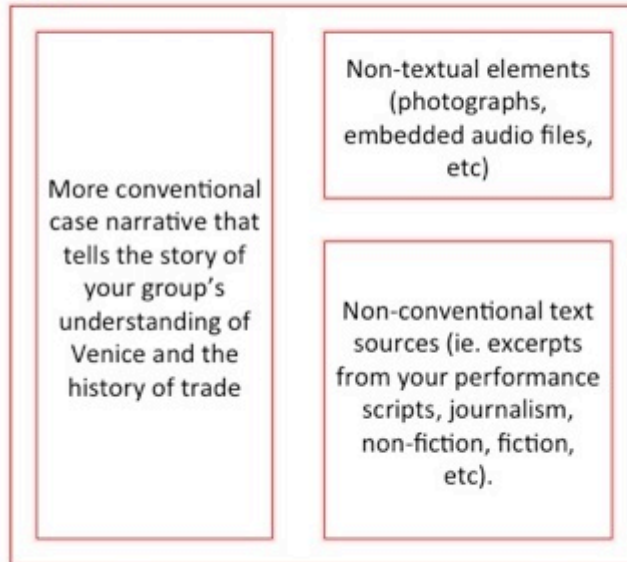 More conventional
case narrative that
tells the story of
your group's
understanding of
Venice and the
history of trade
Non-textual elements
(photographs,
embedded audio files,
etc)
Non-conventional text
sources (ie. excerpts
from your performance
scripts, journalism,
non-fiction, fiction,
etc).